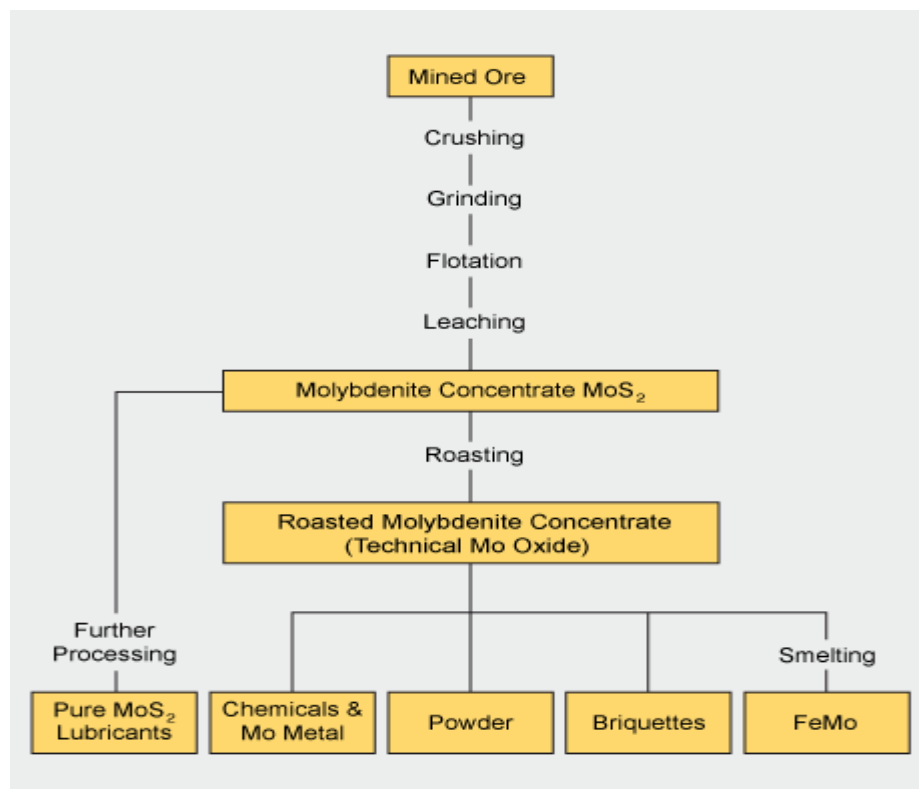 Mined Ore
Crushing
Grinding
Flotation
Leaching
Molybdenite Concentrate MoS₂
Roasting
Roasted Molybdenite Concentrate
(Technical Mo Oxide)
Further
Processing
Smelting
Pure MoS₂
Lubricants
Chemicals &
Mo Metal
Powder
Briquettes
FeMo